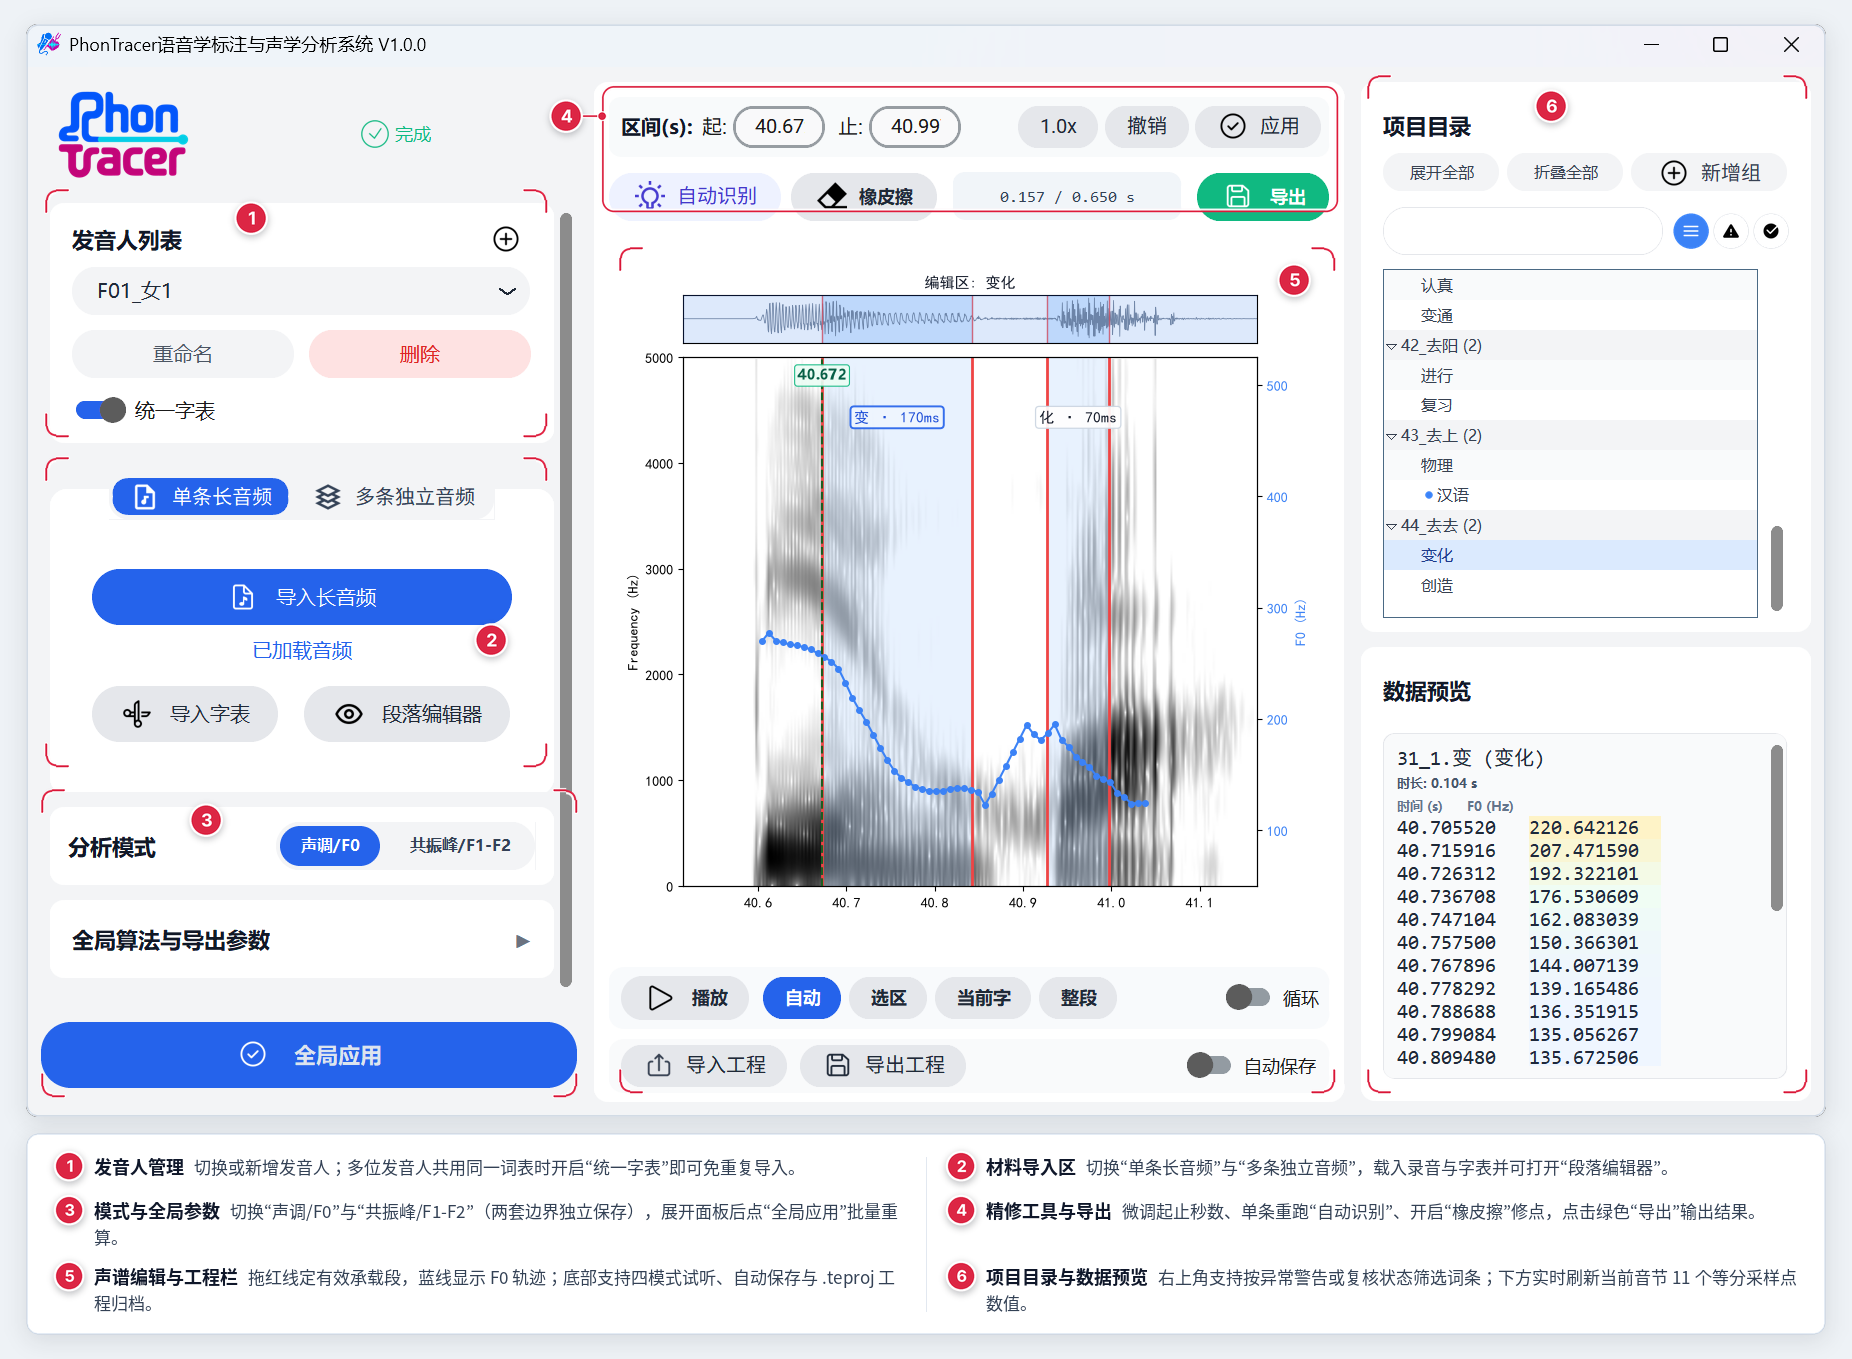 PhonTracer语音学标注与声学分析系统 V1.0.0
Phon
Tracer
完成
1
发音人列表
F01_女1
重命名
删除
统一字表
单条长音频
多条独立音频
导入长音频
已加载音频
2
导入字表
段落编辑器
3
分析模式
声调/F0
共振峰/F1-F2
全局算法与导出参数
全局应用
4
区间(s): 起: 40.67 止: 40.99
1.0x
撤销
应用
自动识别
橡皮擦
0.157 / 0.650 s
导出
5
编辑区: 变化
40.672
变 · 170ms
化 · 70ms
5000
4000
3000
2000
1000
0
Frequency (Hz)
500
400
300
200
100
F0 (Hz)
40.6 40.7 40.8 40.9 41.0 41.1
播放
自动
选区
当前字
整段
循环
导入工程
导出工程
自动保存
6
项目目录
展开全部
折叠全部
新增组
认真
变通
42_去阳 (2)
进行
复习
43_去上 (2)
物理
汉语
44_去去 (2)
变化
创造
数据预览
31_1.变 (变化)
时长: 0.104 s
时间 (s) F0 (Hz)
40.705520 220.642126
40.715916 207.471590
40.726312 192.322101
40.736708 176.530609
40.747104 162.083039
40.757500 150.366301
40.767896 144.007139
40.778292 139.165486
40.788688 136.351915
40.799084 135.056267
40.809480 135.672506
1 发音人管理 切换或新增发音人；多位发音人共用同一词表时开启“统一字表”即可免重复导入。
2 材料导入区 切换“单条长音频”与“多条独立音频”，载入录音与字表并可打开“段落编辑器”。
3 模式与全局参数 切换“声调/F0”与“共振峰/F1-F2”（两套边界独立保存），展开面板后点“全局应用”批量重
算。
4 精修工具与导出 微调起止秒数、单条重跑“自动识别”、开启“橡皮擦”修点，点击绿色“导出”输出结果。
5 声谱编辑与工程栏 拖红线定有效承载段，蓝线显示 F0 轨迹；底部支持四模式试听、自动保存与 .teproj 工
程归档。
6 项目目录与数据预览 右上角支持按异常警告或复核状态筛选词条；下方实时刷新当前音节 11 个等分采样点
数值。